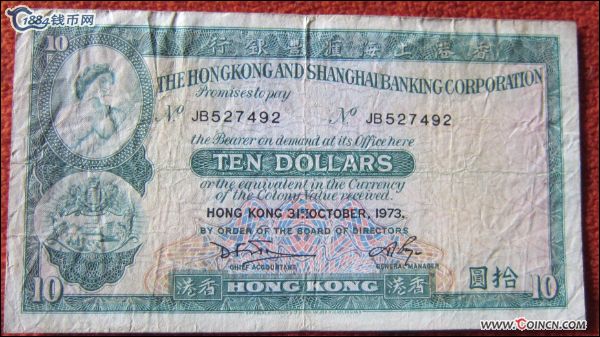 1884钱币网
10
行銀豐滙海上港香
THE HONGKONG AND SHANGHAI BANKING CORPORATION
Promises to pay
Nº JB527492 Nº JB527492
the Bearer on demand at its Office here
TEN DOLLARS
or the equivalent in the Currency
of the Colony, Value received.
HONG KONG 31ST OCTOBER, 1973.
BY ORDER OF THE BOARD OF DIRECTORS
CHIEF ACCOUNTANT GENERAL MANAGER
10 港香 HONG KONG 港香 圓拾 10
www.COINCN.com